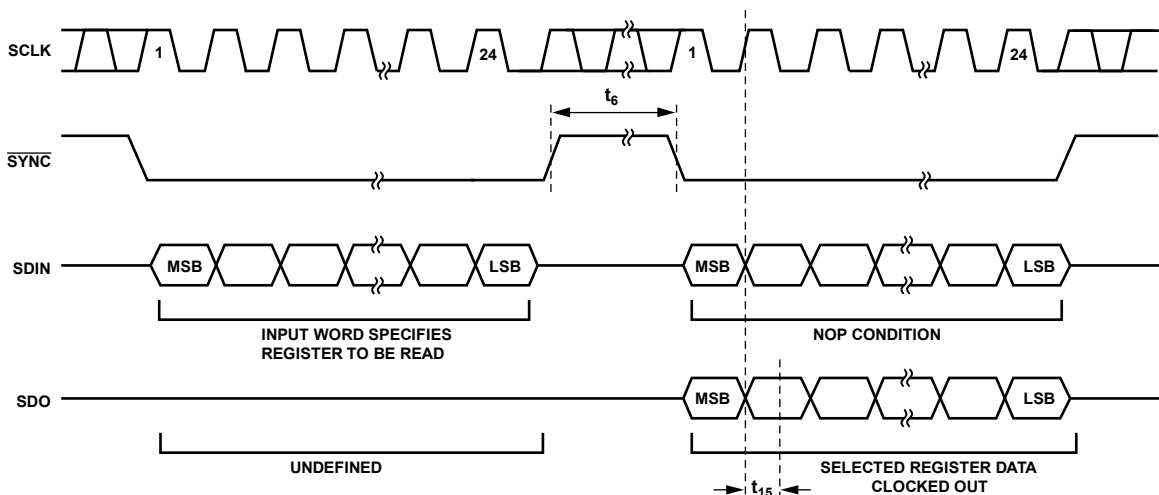 SCLK
1
24
1
24
t6
SYNC
SDIN
MSB
LSB
MSB
LSB
INPUT WORD SPECIFIES
REGISTER TO BE READ
NOP CONDITION
SDO
MSB
LSB
UNDEFINED
SELECTED REGISTER DATA
CLOCKED OUT
t15